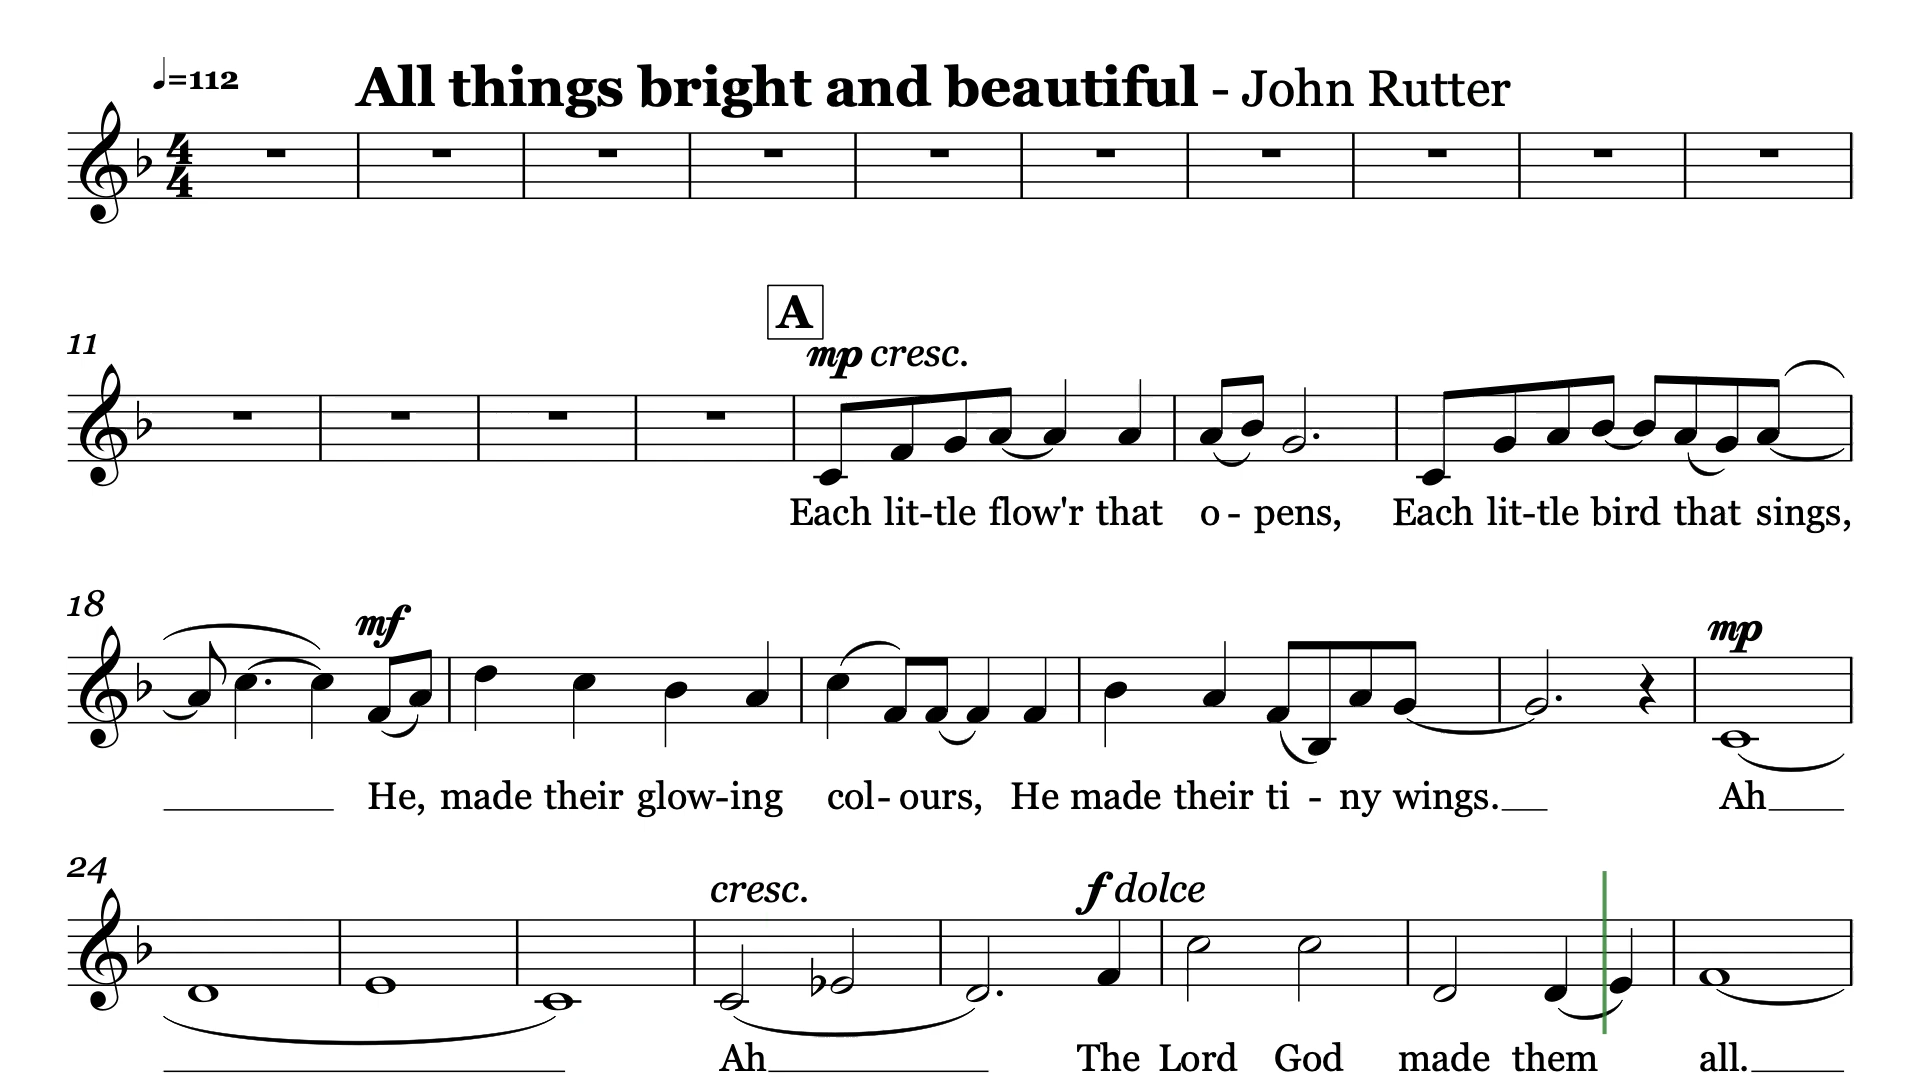 ♩=112
All things bright and beautiful - John Rutter
4
4
11
A
mp cresc.
Each lit-tle flow'r that o - pens, Each lit-tle bird that sings,
18
mf
mp
He, made their glow-ing col- ours, He made their ti - ny wings. Ah
24
cresc.
f dolce
Ah The Lord God made them all.